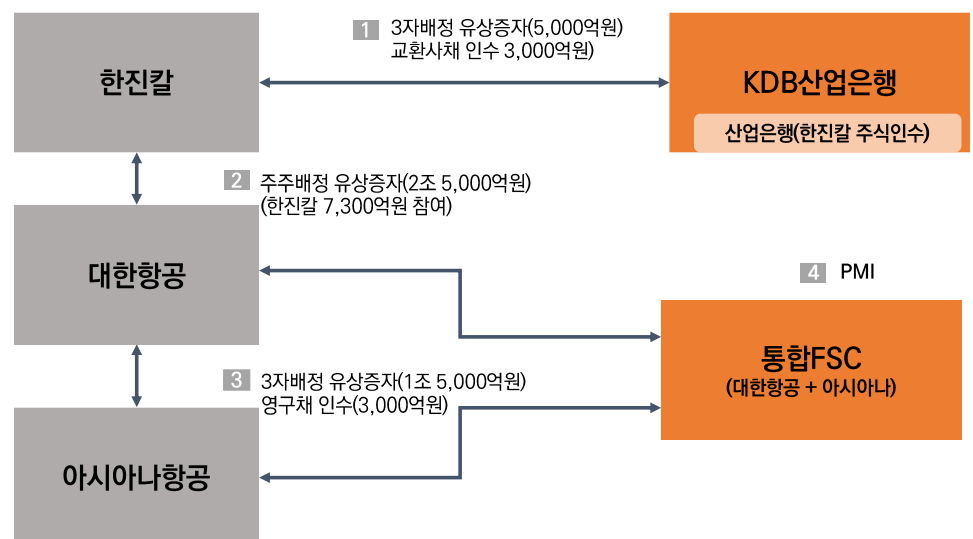 1 3자배정 유상증자(5,000억원)
교환사채 인수 3,000억원)
한진칼
KDB산업은행
산업은행(한진칼 주식인수)
2 주주배정 유상증자(2조 5,000억원)
(한진칼 7,300억원 참여)
대한항공
4 PMI
통합FSC
(대한항공 + 아시아나)
3 3자배정 유상증자(1조 5,000억원)
영구채 인수(3,000억원)
아시아나항공